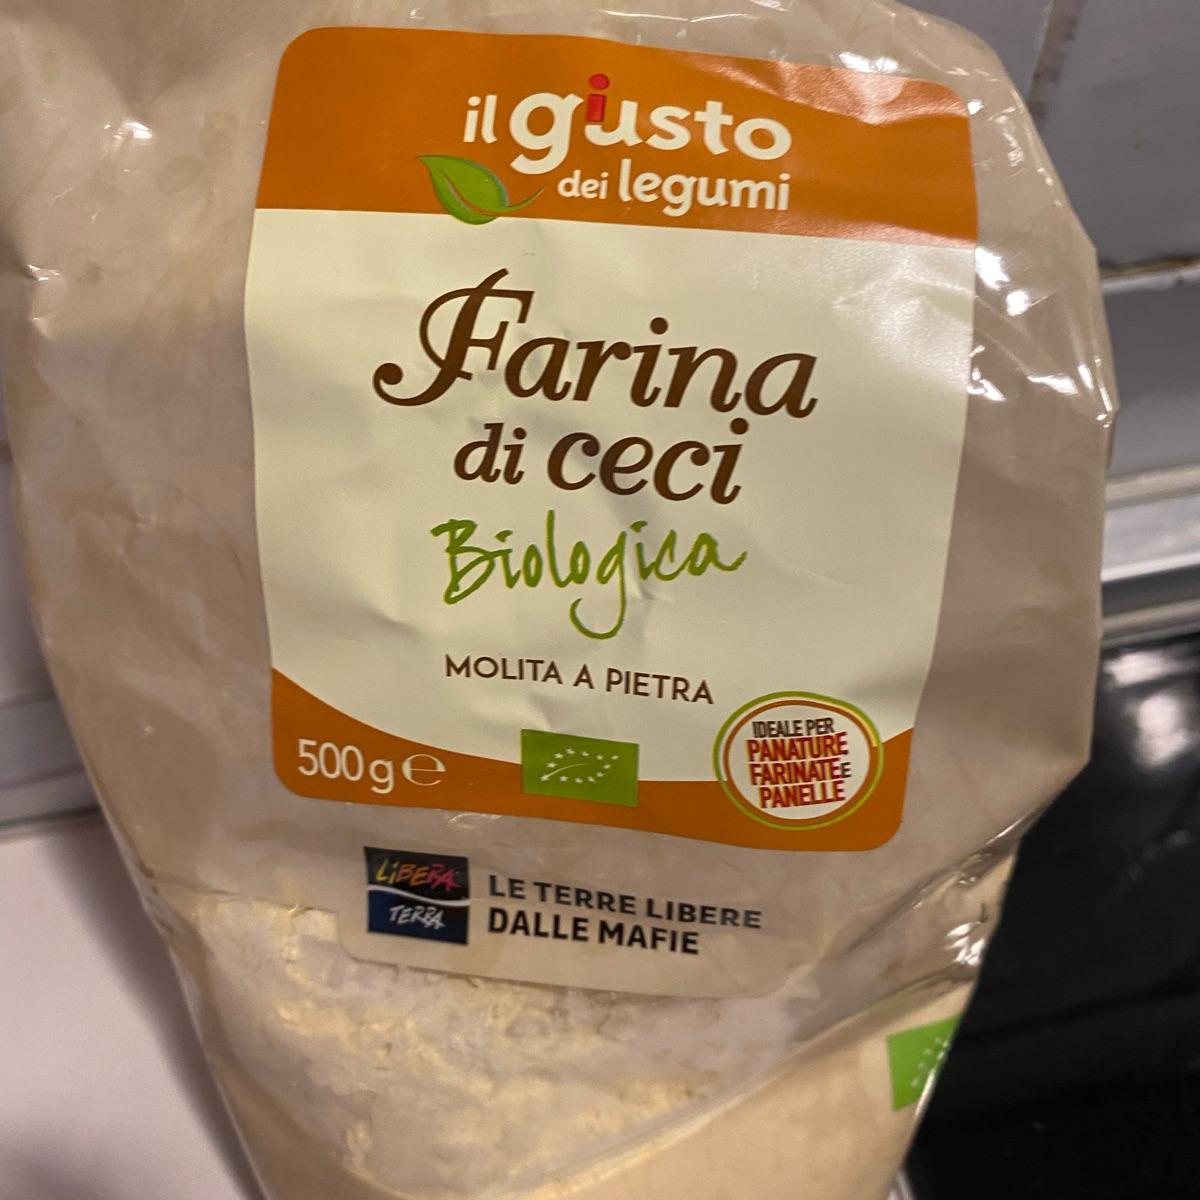 il giusto
dei legumi
Farina
di ceci
Biologica
MOLITA A PIETRA
500g ℮
IDEALE PER
PANATURE
FARINATE E
PANELLE
LiBERA
TERRA
LE TERRE LIBERE
DALLE MAFIE